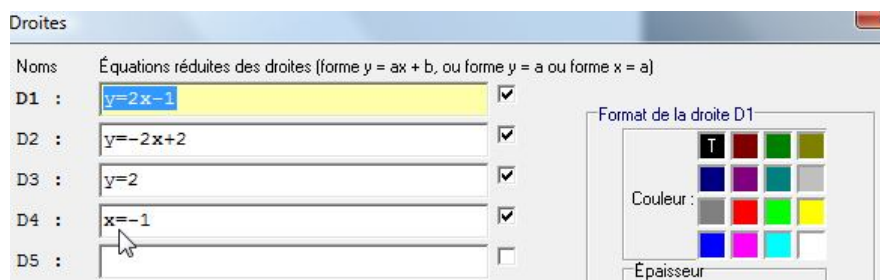 Droites
Noms Équations réduites des droites (forme y = ax + b, ou forme y = a ou forme x = a)
D1 : y=2x-1
Format de la droite D1
D2 : y=-2x+2
T
D3 : y=2
Couleur :
D4 : x=-1
D5 :
Épaisseur